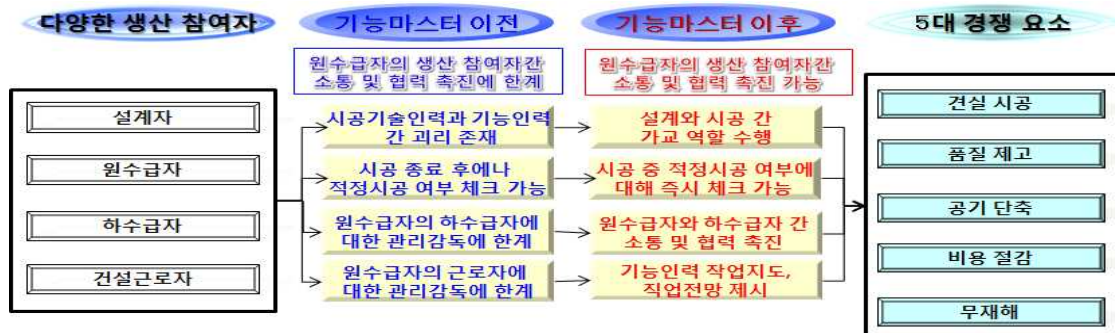 다양한 생산 참여자
기능마스터 이전
기능마스터 이후
5대 경쟁 요소
원수급자의 생산 참여자간
소통 및 협력 촉진에 한계
원수급자의 생산 참여자간
소통 및 협력 촉진 가능
설계자
원수급자
하수급자
건설근로자
시공기술인력과 기능인력
간 괴리 존재
시공 종료 후에나
적정시공 여부 체크 가능
원수급자의 하수급자에
대한 관리감독에 한계
원수급자의 근로자에
대한 관리감독에 한계
설계와 시공 간
가교 역할 수행
시공 중 적정시공 여부에
대해 즉시 체크 가능
원수급자와 하수급자 간
소통 및 협력 촉진
기능인력 작업지도,
직업전망 제시
견실 시공
품질 제고
공기 단축
비용 절감
무재해